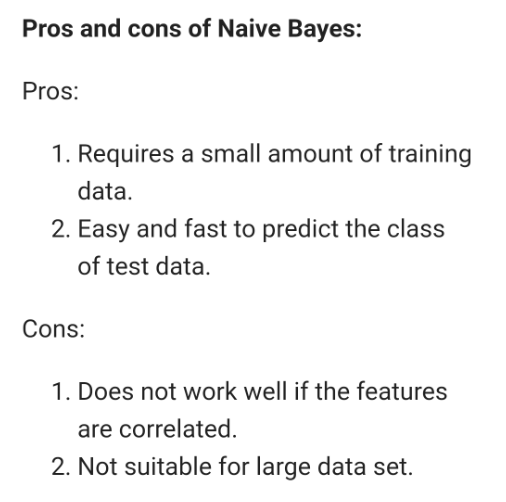 Pros and cons of Naive Bayes:
Pros:
1. Requires a small amount of training
data.
2. Easy and fast to predict the class
of test data.
Cons:
1. Does not work well if the features
are correlated.
2. Not suitable for large data set.